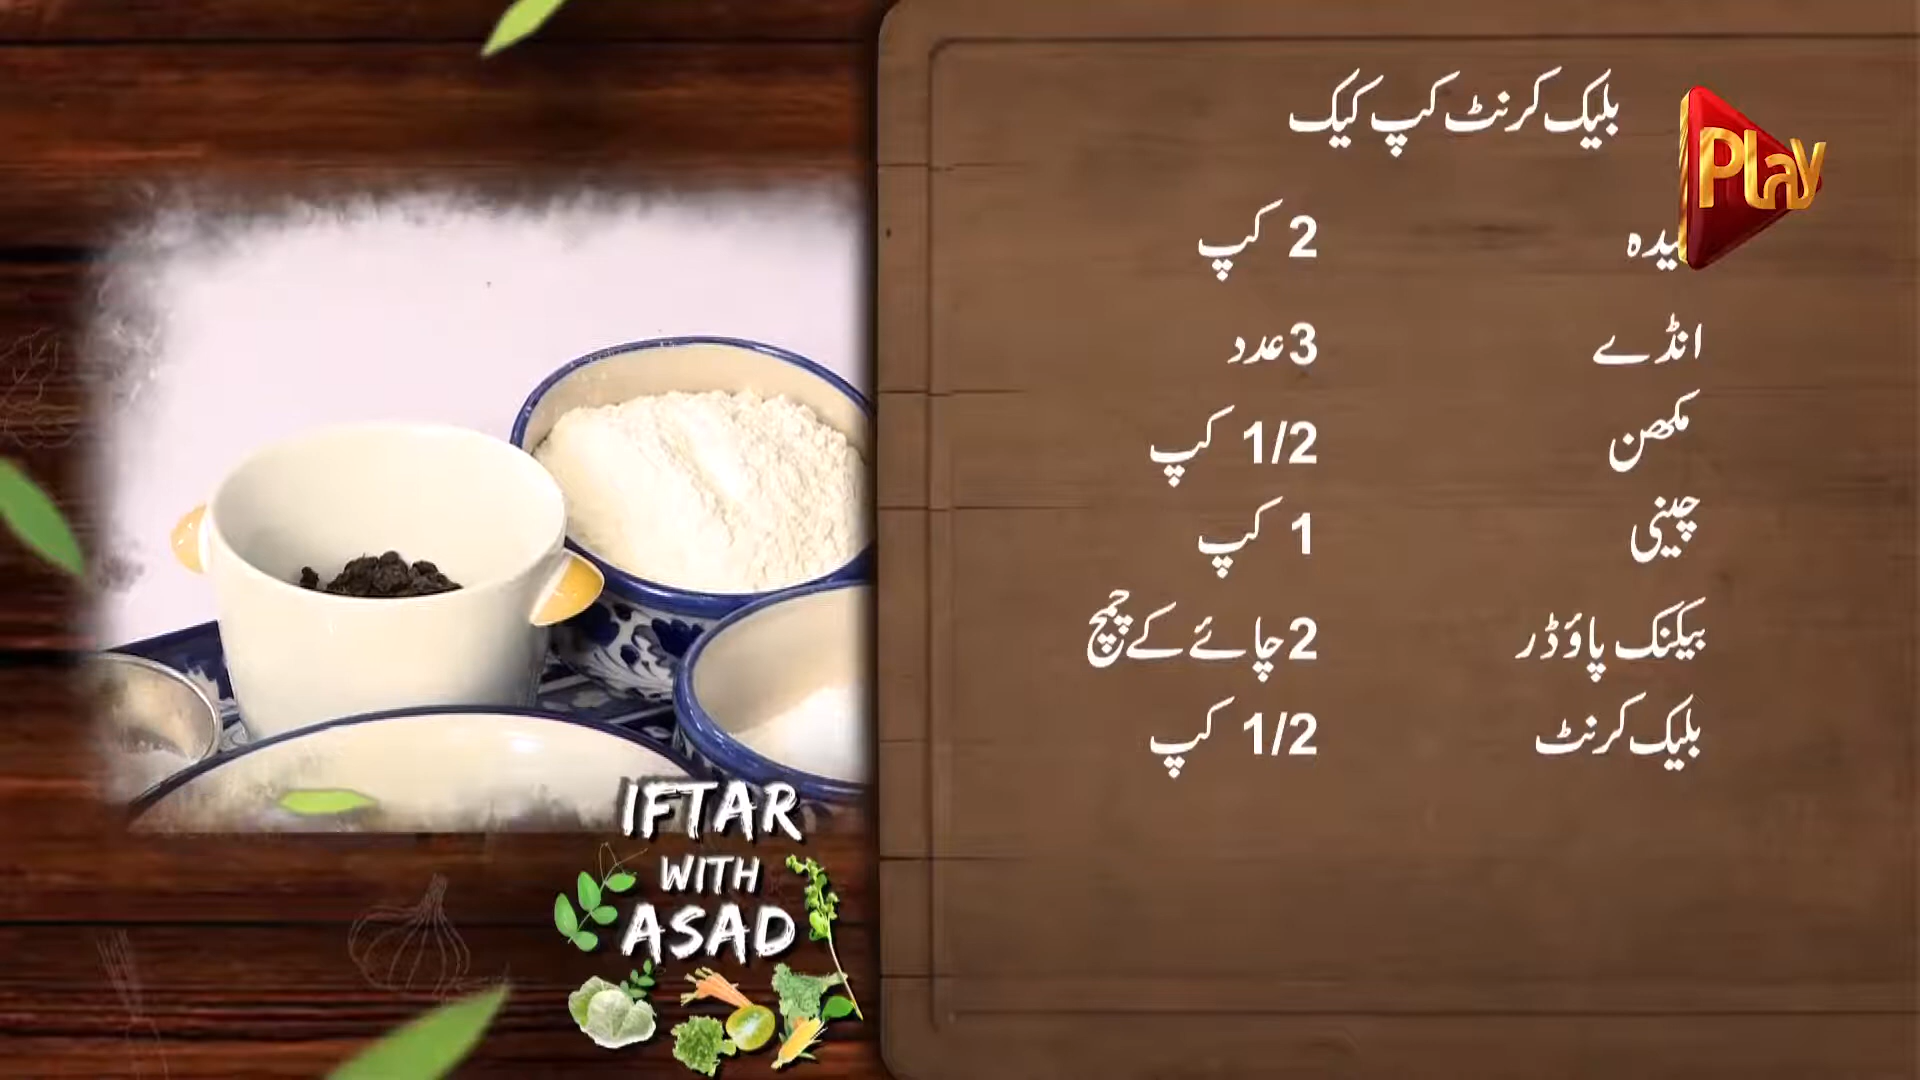 بلیک کرنٹ کپ کیک
Play
2 کپ
انڈے 3 عدد
مکھن 1/2 کپ
چینی 1 کپ
بیکنگ پاؤڈر 2 چائے کے چمچ
بلیک کرنٹ 1/2 کپ
IFTAR
WITH
ASAD